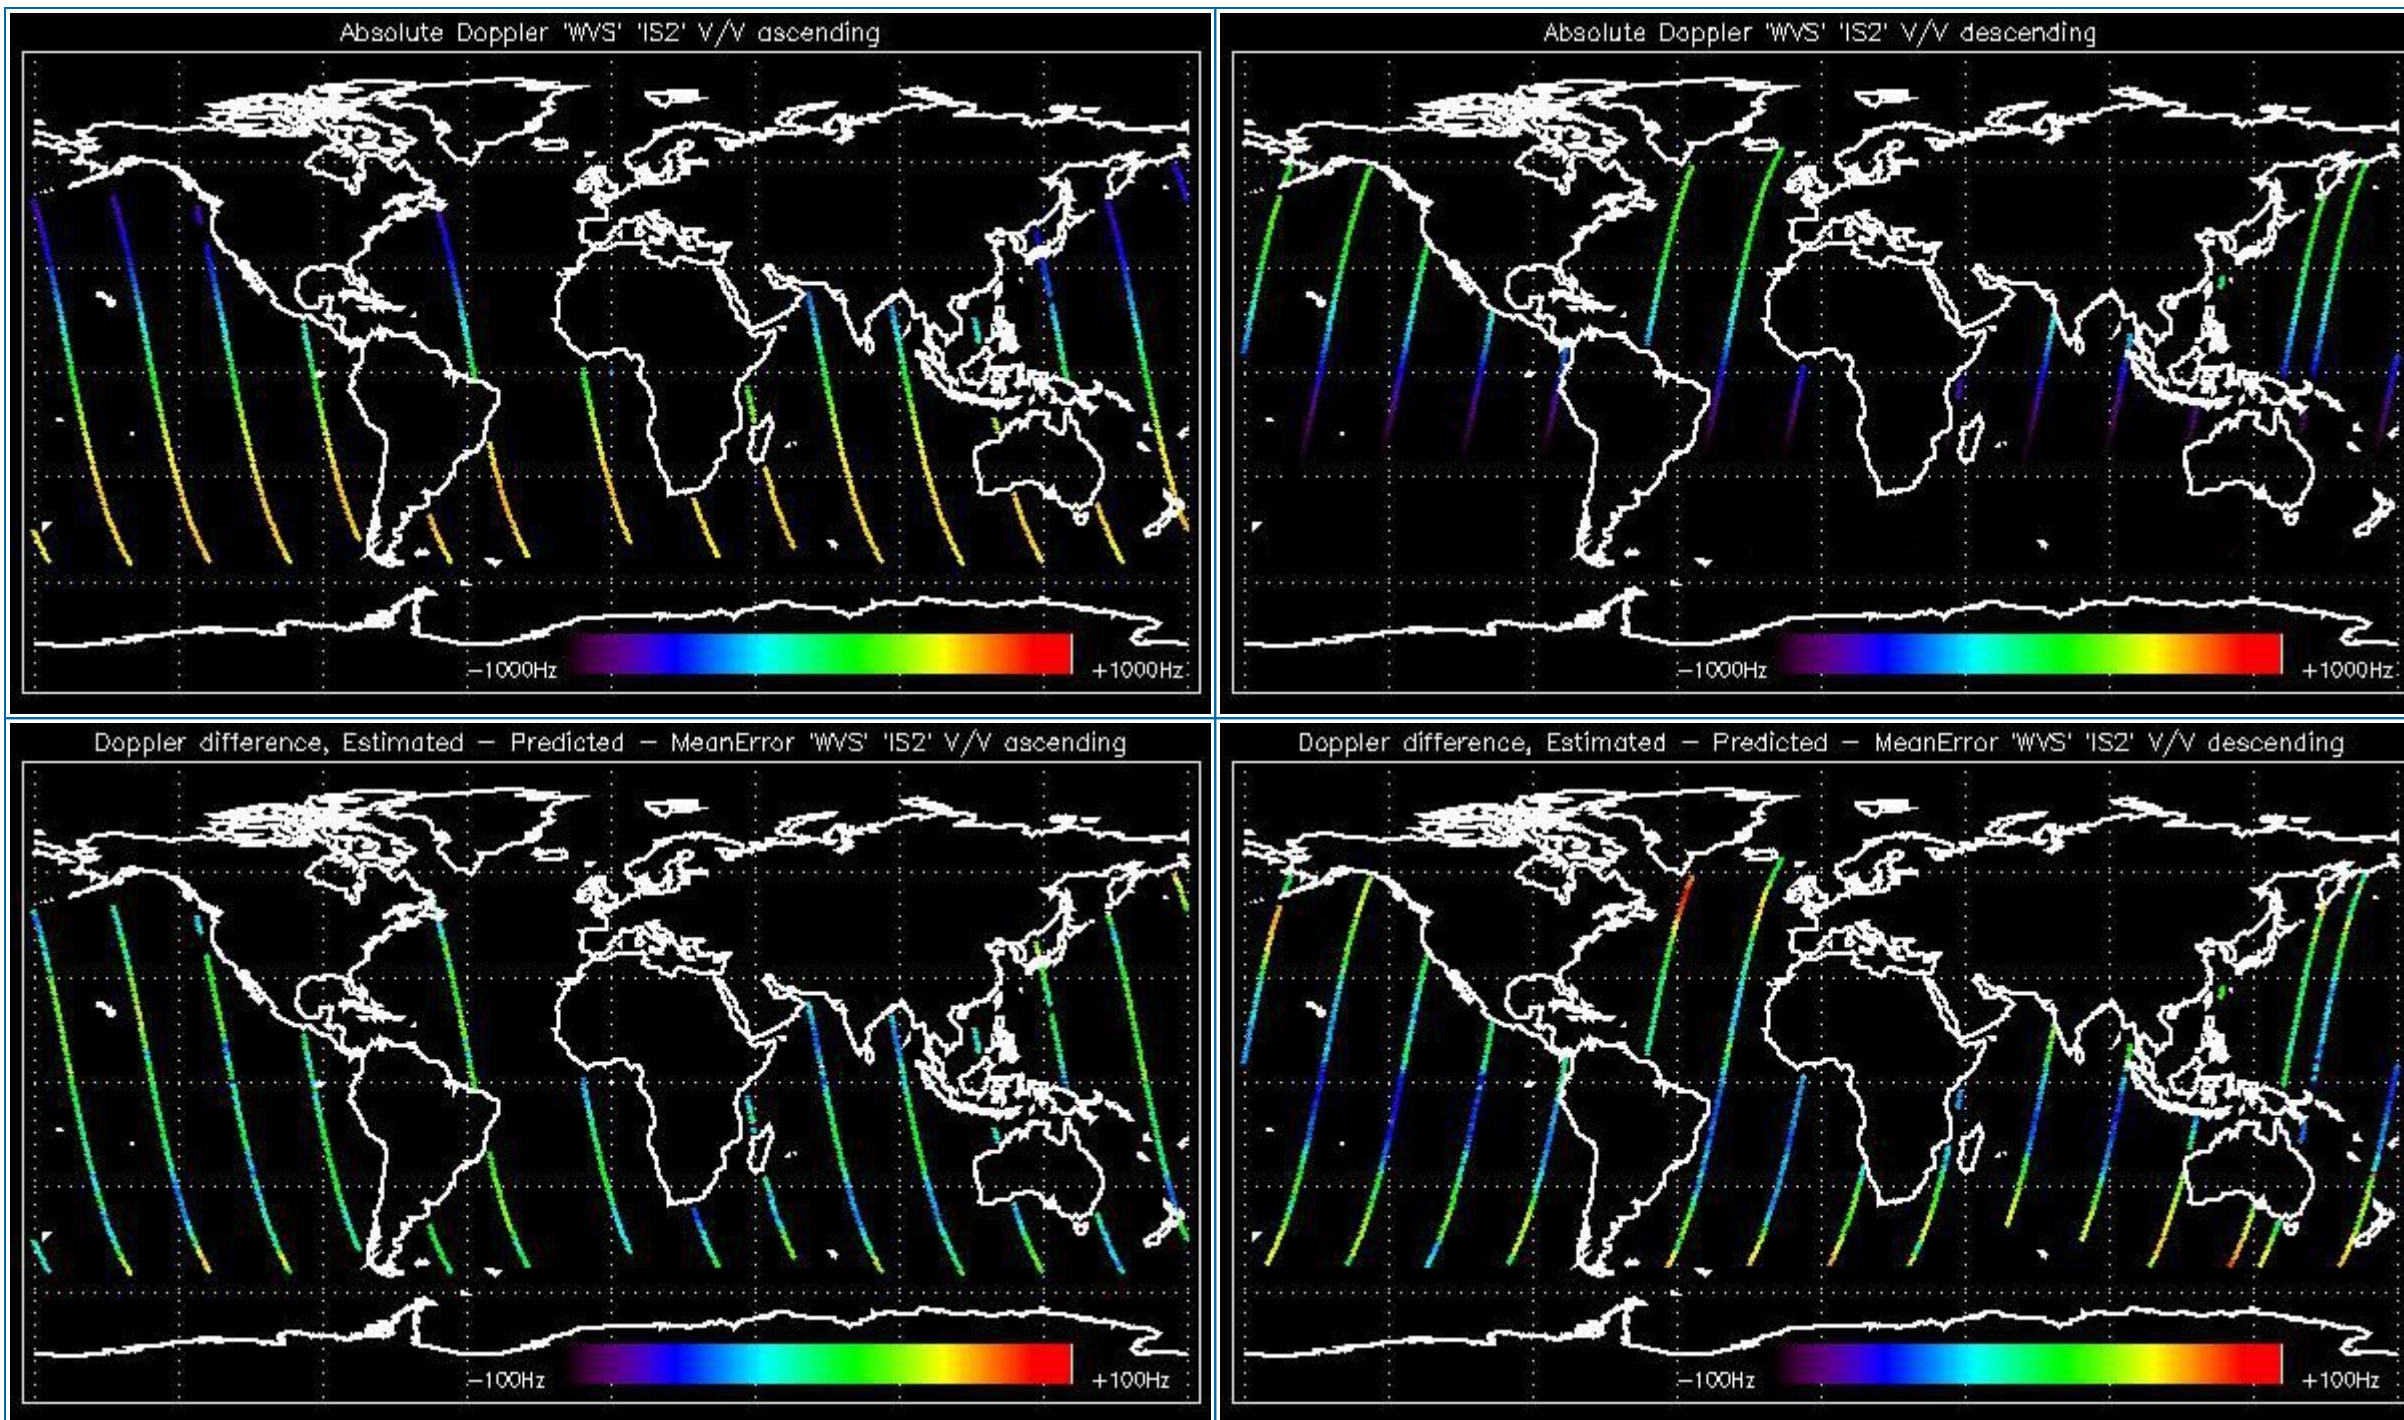 Absolute Doppler 'WVS' 'IS2' V/V ascending
-1000Hz
+1000Hz
Absolute Doppler 'WVS' 'IS2' V/V descending
-1000Hz
+1000Hz
Doppler difference, Estimated - Predicted - MeanError 'WVS' 'IS2' V/V ascending
-100Hz
+100Hz
Doppler difference, Estimated - Predicted - MeanError 'WVS' 'IS2' V/V descending
-100Hz
+100Hz